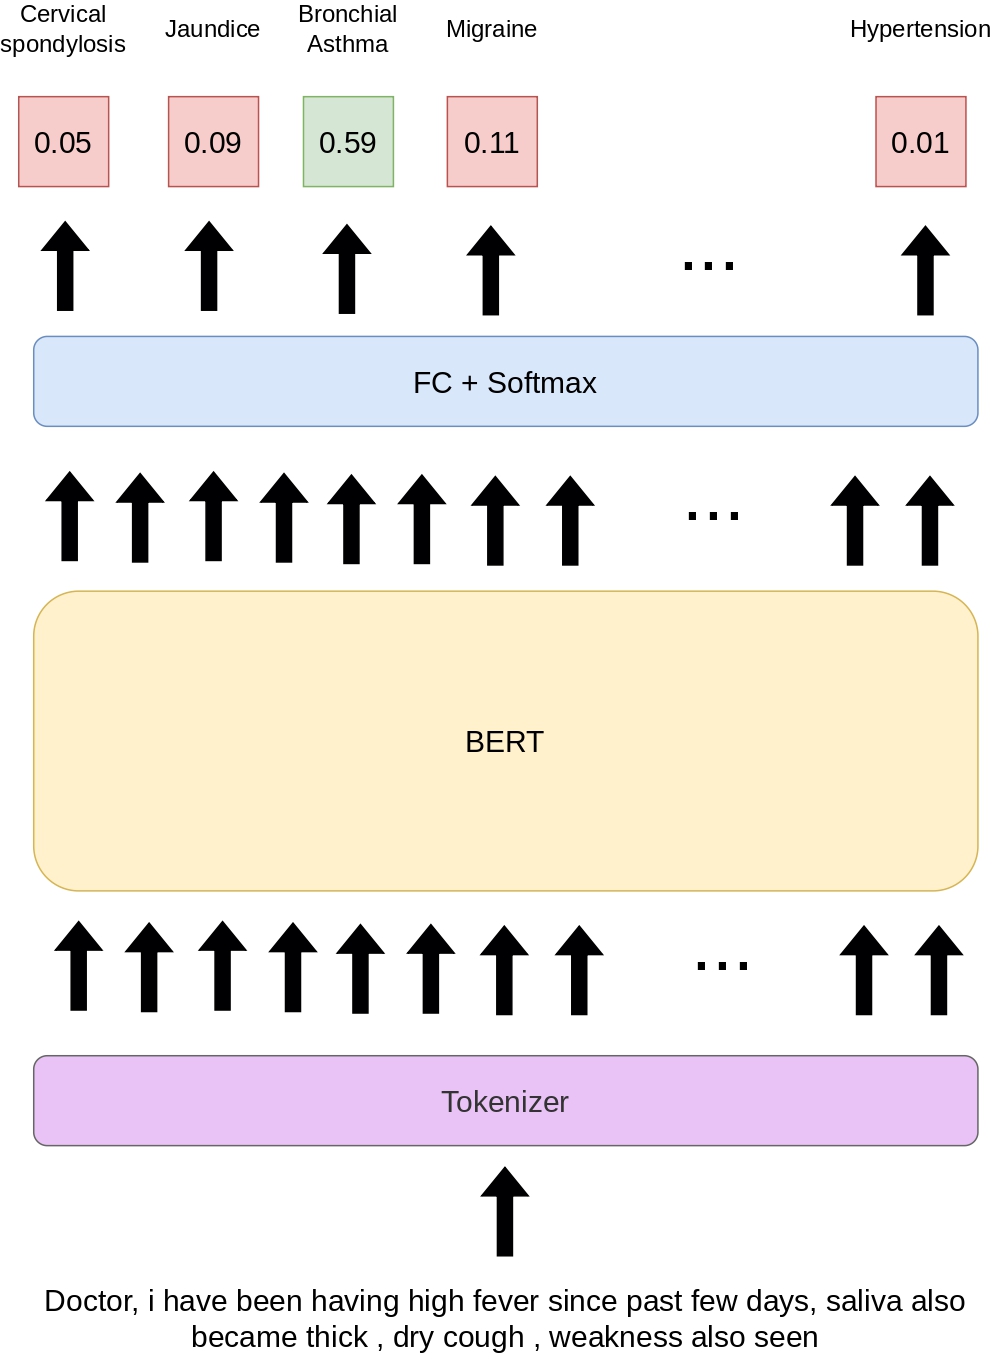 Cervical spondylosis
Jaundice
Bronchial Asthma
Migraine
Hypertension
0.05
0.09
0.59
0.11
0.01
...
FC + Softmax
...
BERT
...
Tokenizer
Doctor, i have been having high fever since past few days, saliva also
became thick , dry cough , weakness also seen